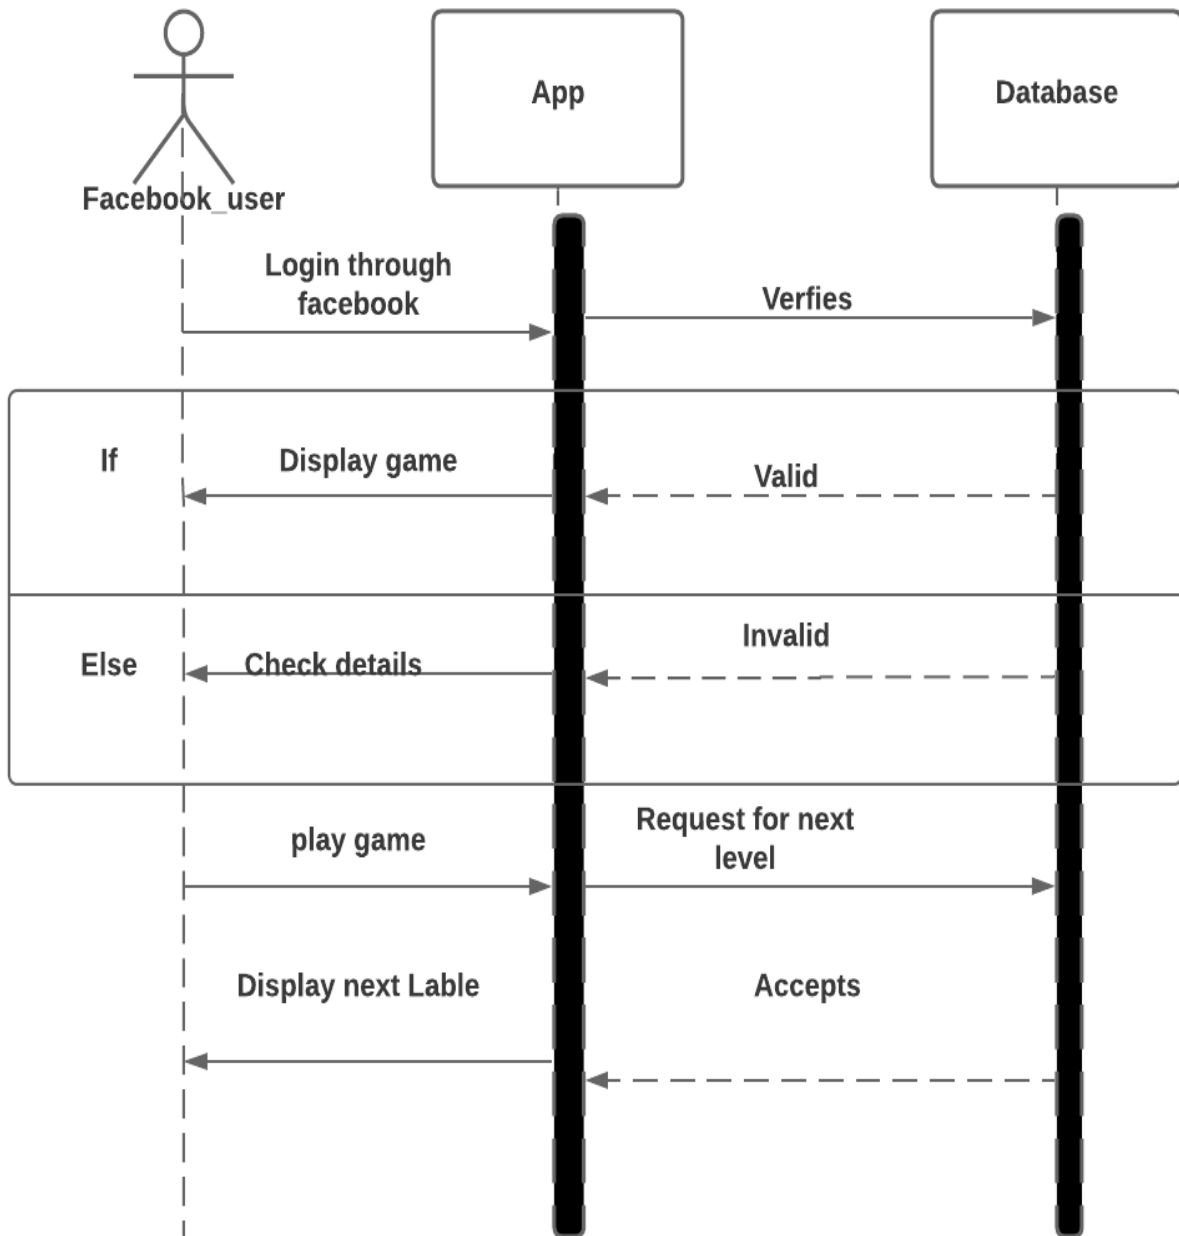 App
Database
Facebook_user
Login through
facebook
Verfies
If
Display game
Valid
Else
Check details
Invalid
play game
Request for next
level
Display next Lable
Accepts